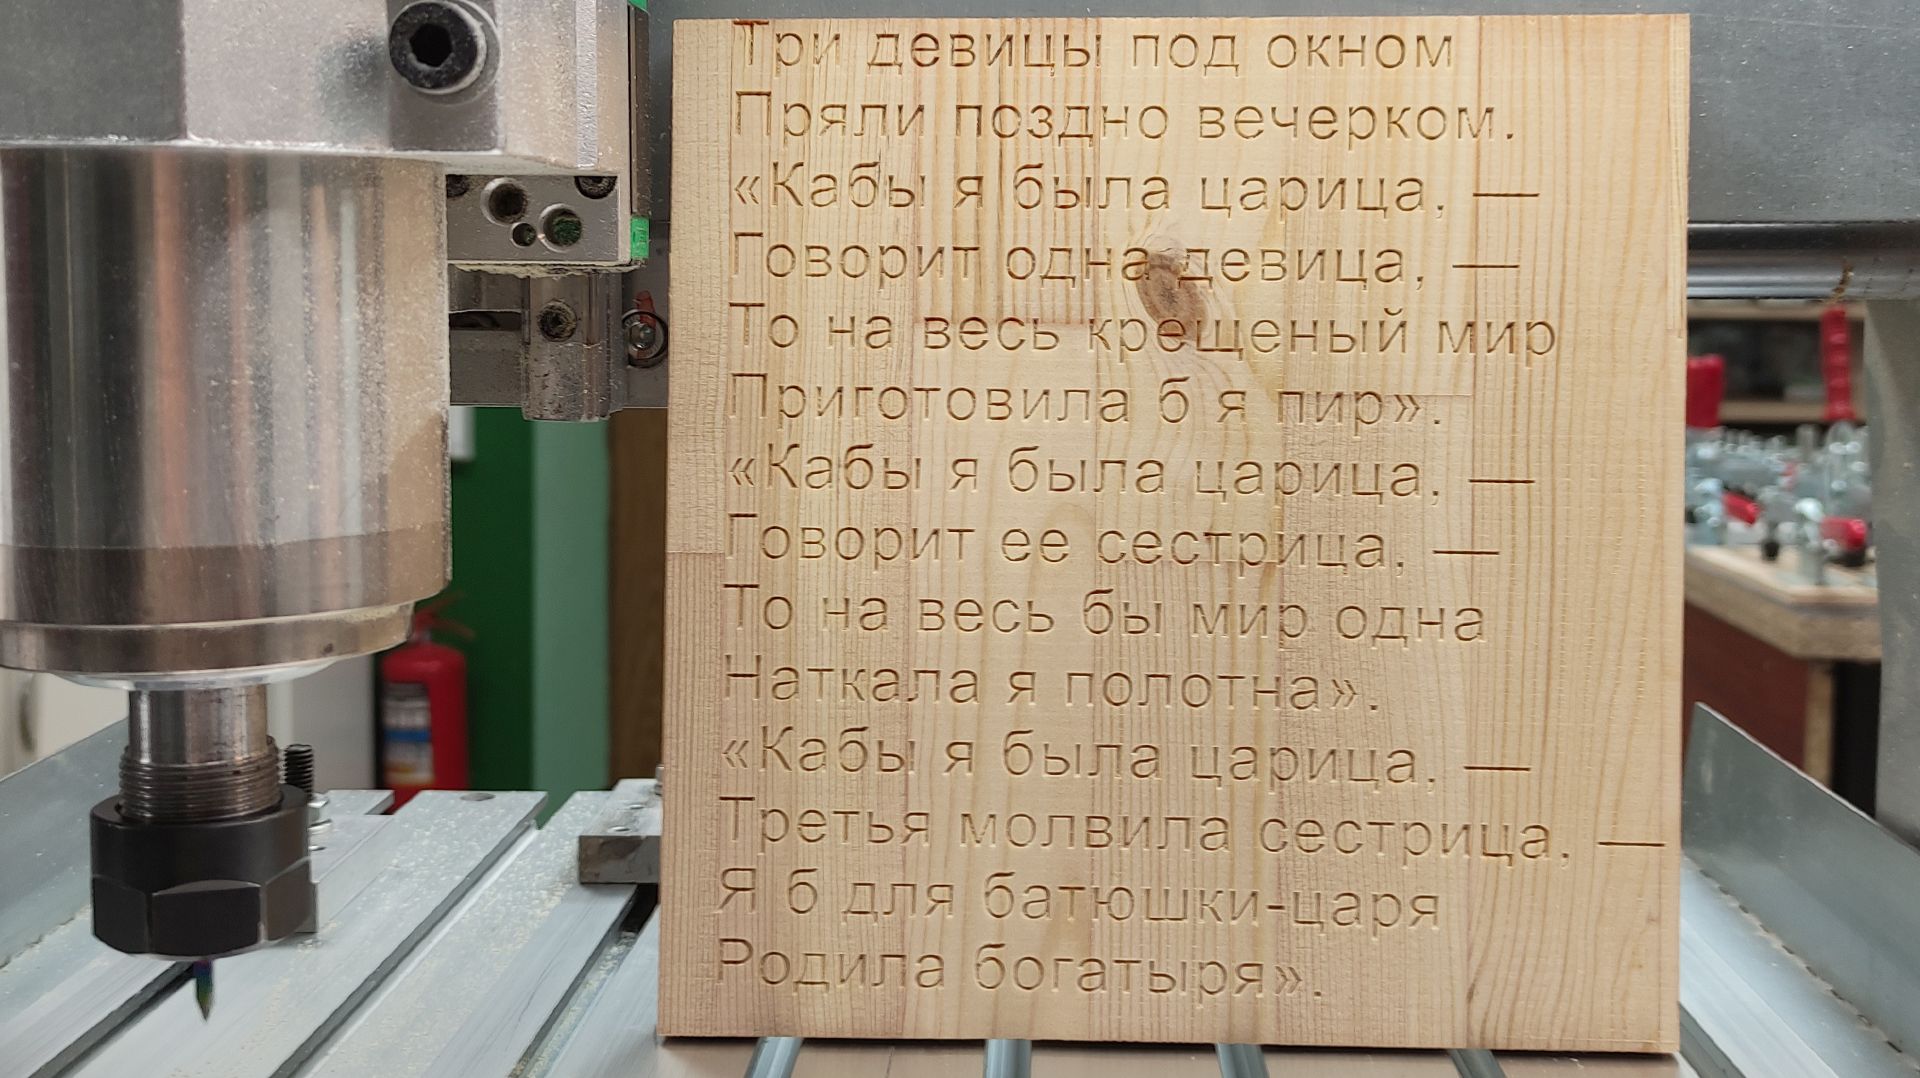 Три девицы под окном
Пряли поздно вечерком.
«Кабы я была царица, —
Говорит одна девица, —
То на весь крещеный мир
Приготовила б я пир».
«Кабы я была царица, —
Говорит ее сестрица, —
То на весь бы мир одна
Наткала я полотна».
«Кабы я была царица, —
Третья молвила сестрица, —
Я б для батюшки-царя
Родила богатыря».